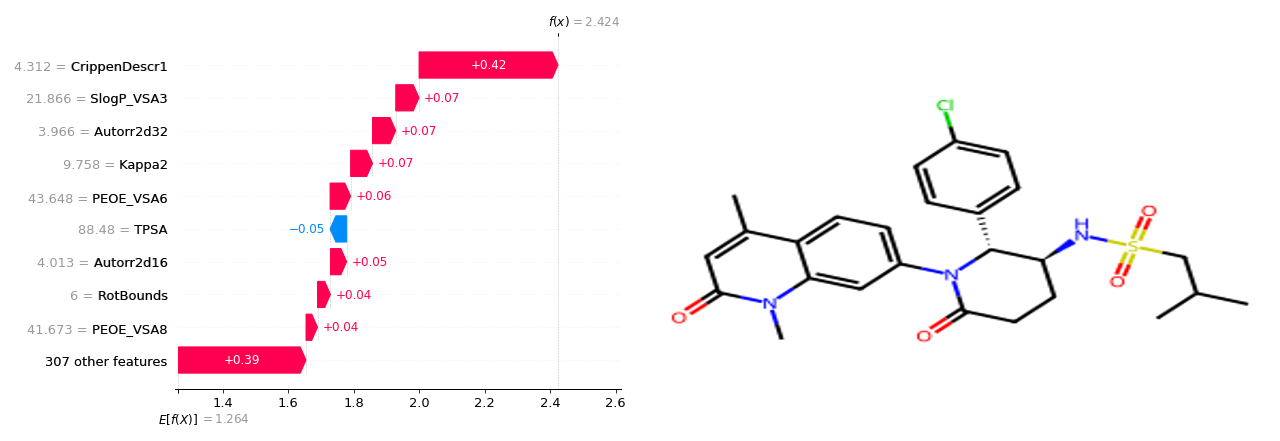 f(x) = 2.424
4.312 = CrippenDescr1
+0.42
21.866 = SlogP_VSA3
+0.07
3.966 = Autorr2d32
+0.07
9.758 = Kappa2
+0.07
43.648 = PEOE_VSA6
+0.06
88.48 = TPSA
−0.05
4.013 = Autorr2d16
+0.05
6 = RotBounds
+0.04
41.673 = PEOE_VSA8
+0.04
307 other features
+0.39
1.4 1.6 1.8 2.0 2.2 2.4 2.6
E[f(X)] = 1.264
Cl
H
N
O
S
O
N
O
N
O